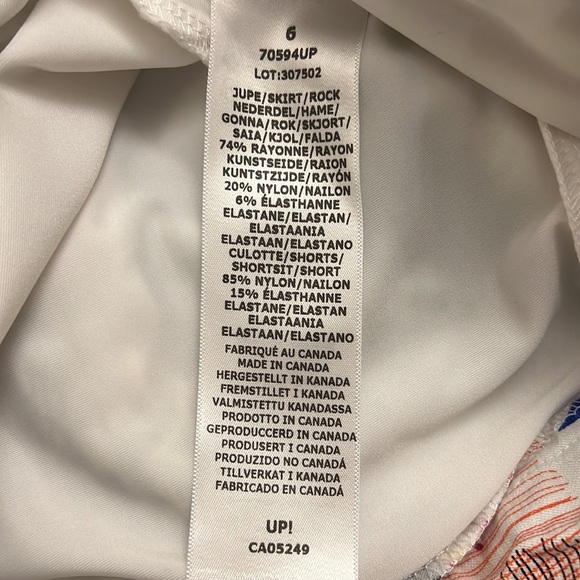 6
70594UP
LOT:307502
JUPE/SKIRT/ROCK
NEDERDEL/HAME/
GONNA/ROK/SKJØRT/
SAIA/KJOL/FALDA
74% RAYONNE/RAYON
KUNSTSEIDE/RAION
KUNTSTZIJDE/RAYÓN
20% NYLON/NAILON
6% ÉLASTHANNE
ELASTANE/ELASTAN/
ELASTAANIA
ELASTAAN/ELASTANO
CULOTTE/SHORTS/
SHORTSIT/SHORT
85% NYLON/NAILON
15% ÉLASTHANNE
ELASTANE/ELASTAN
ELASTAANIA
ELASTAAN/ELASTANO
FABRIQUÉ AU CANADA
MADE IN CANADA
HERGESTELLT IN KANADA
FREMSTILLET I KANADA
VALMISTETTU KANADASSA
PRODOTTO IN CANADA
GEPRODUCCERD IN CANADA
PRODUSERT I CANADA
PRODUZIDO NO CANADÁ
TILLVERKAT I KANADA
FABRICADO EN CANADÁ
UP!
CA05249